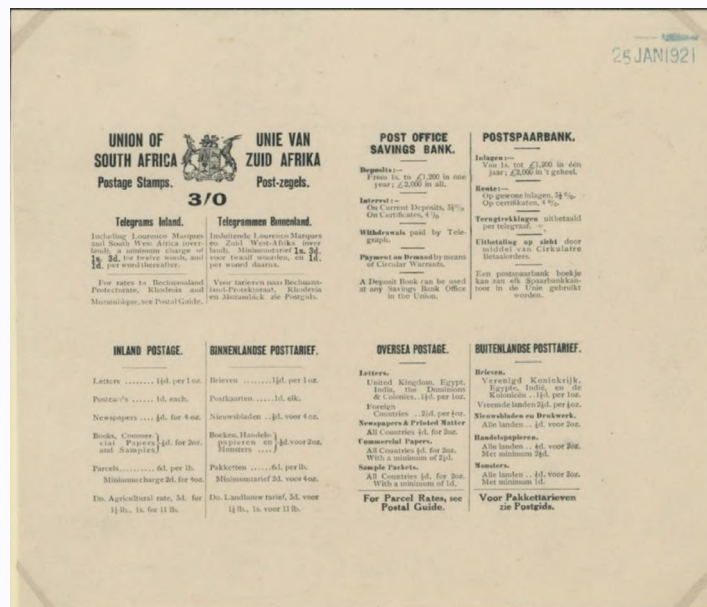 25 JAN 1921
UNION OF
SOUTH AFRICA
Postage Stamps.
UNIE VAN
ZUID AFRIKA
Post-zegels.
3/0
Telegrams Inland.
Including Lourenco Marques
and South West Africa (over
land), a minimum charge of
1s. 3d. for twelve words, and
1d. per word thereafter.
For rates to Bechuanaland
Protectorate, Rhodesia and
Mozambique, see Postal Guide.
Telegrammen Binnenland.
Insluitende Lourenco Marques
en Zuid West-Afrika (over
land). Minimumtarief 1s. 3d.
voor twaalf woorden, en 1d.
per woord daarna.
Voor tarieven naar Bechuana-
land-Protektoraat, Rhodesia
en Mozambiek zie Postgids.
POST OFFICE
SAVINGS BANK.
Deposits:—
From 1s. to £1,200 in one
year; £2,000 in all.
Interest:—
On Current Deposits,
On Certificates, 4 %
Withdrawals paid by Tele-
graph.
Payment on Demand by means
of Circular Warrants.
A Deposit Book can be used
at any Savings Bank Office
in the Union.
POSTSPAARBANK.
Inlagen:—
Van 1s. tot £1,200 in één
jaar; £2,000 in 't geheel.
Rente:—
Op gewone inlagen,
Op certifikaten, 4 %
Terugtrekkingen uitbetaald
per telegraaf.
Uitbetaling op zicht door
middel van Cirkulatre
Betaalorders.
Een postspaarbank boekje
kan aan elk Spaarbankkan-
toor in de Unie gebruikt
worden.
INLAND POSTAGE.
Letters ........ 1½d. per 1 oz.
Postcards ...... 1d. each.
Newspapers .... ½d. for 4 oz.
Books, Commer-
cial Papers
and Samples
½d. for 2oz.
Parcels ......... 6d. per lb.
Minimum charge 2d. for 4oz.
Do. Agricultural rate, 3d. for
1½ lb., 1s. for 11 lb.
BINNENLANDSE POSTTARIEF.
Brieven ........ 1½d. per 1 oz.
Postkaarten ..... 1d. elk.
Nieuwsbladen .. ½d. voor 4 oz.
Boeken, Handels-
papieren en
Monsters ....
½d. voor 2oz.
Pakketten ...... 6d. per lb.
Minimumtarief 2d. voor 4oz.
Do. Landbouw tarief, 3d. voor
1½ lb., 1s. voor 11 lb.
OVERSEA POSTAGE.
Letters.
United Kingdom, Egypt,
India, the Dominions
& Colonies.. 1½d. per 1oz.
Foreign
Countries .. 2½d. per ½oz.
Newspapers & Printed Matter
All Countries ½d. for 2oz.
Commercial Papers.
All Countries ½d. for 2oz.
With a minimum of 2½d.
Sample Packets.
All Countries ½d. for 2oz.
With a minimum of 1d.
For Parcel Rates, see
Postal Guide.
BUITENLANDSE POSTTARIEF.
Brieven.
Verenigd Koninkrijk,
Egypte, Indië, en de
Koloniën .. 1½d. per 1oz.
Vreemde landen 2½d. per ½oz.
Nieuwsbladen en Drukwerk.
Alle landen .. ½d. voor 2oz.
Handelspapieren.
Alle landen .. ½d. voor 2oz.
Met minimum 2½d.
Monsters.
Alle landen .. ½d. voor 2oz.
Met minimum 1d.
Voor Pakkettarieven
zie Postgids.